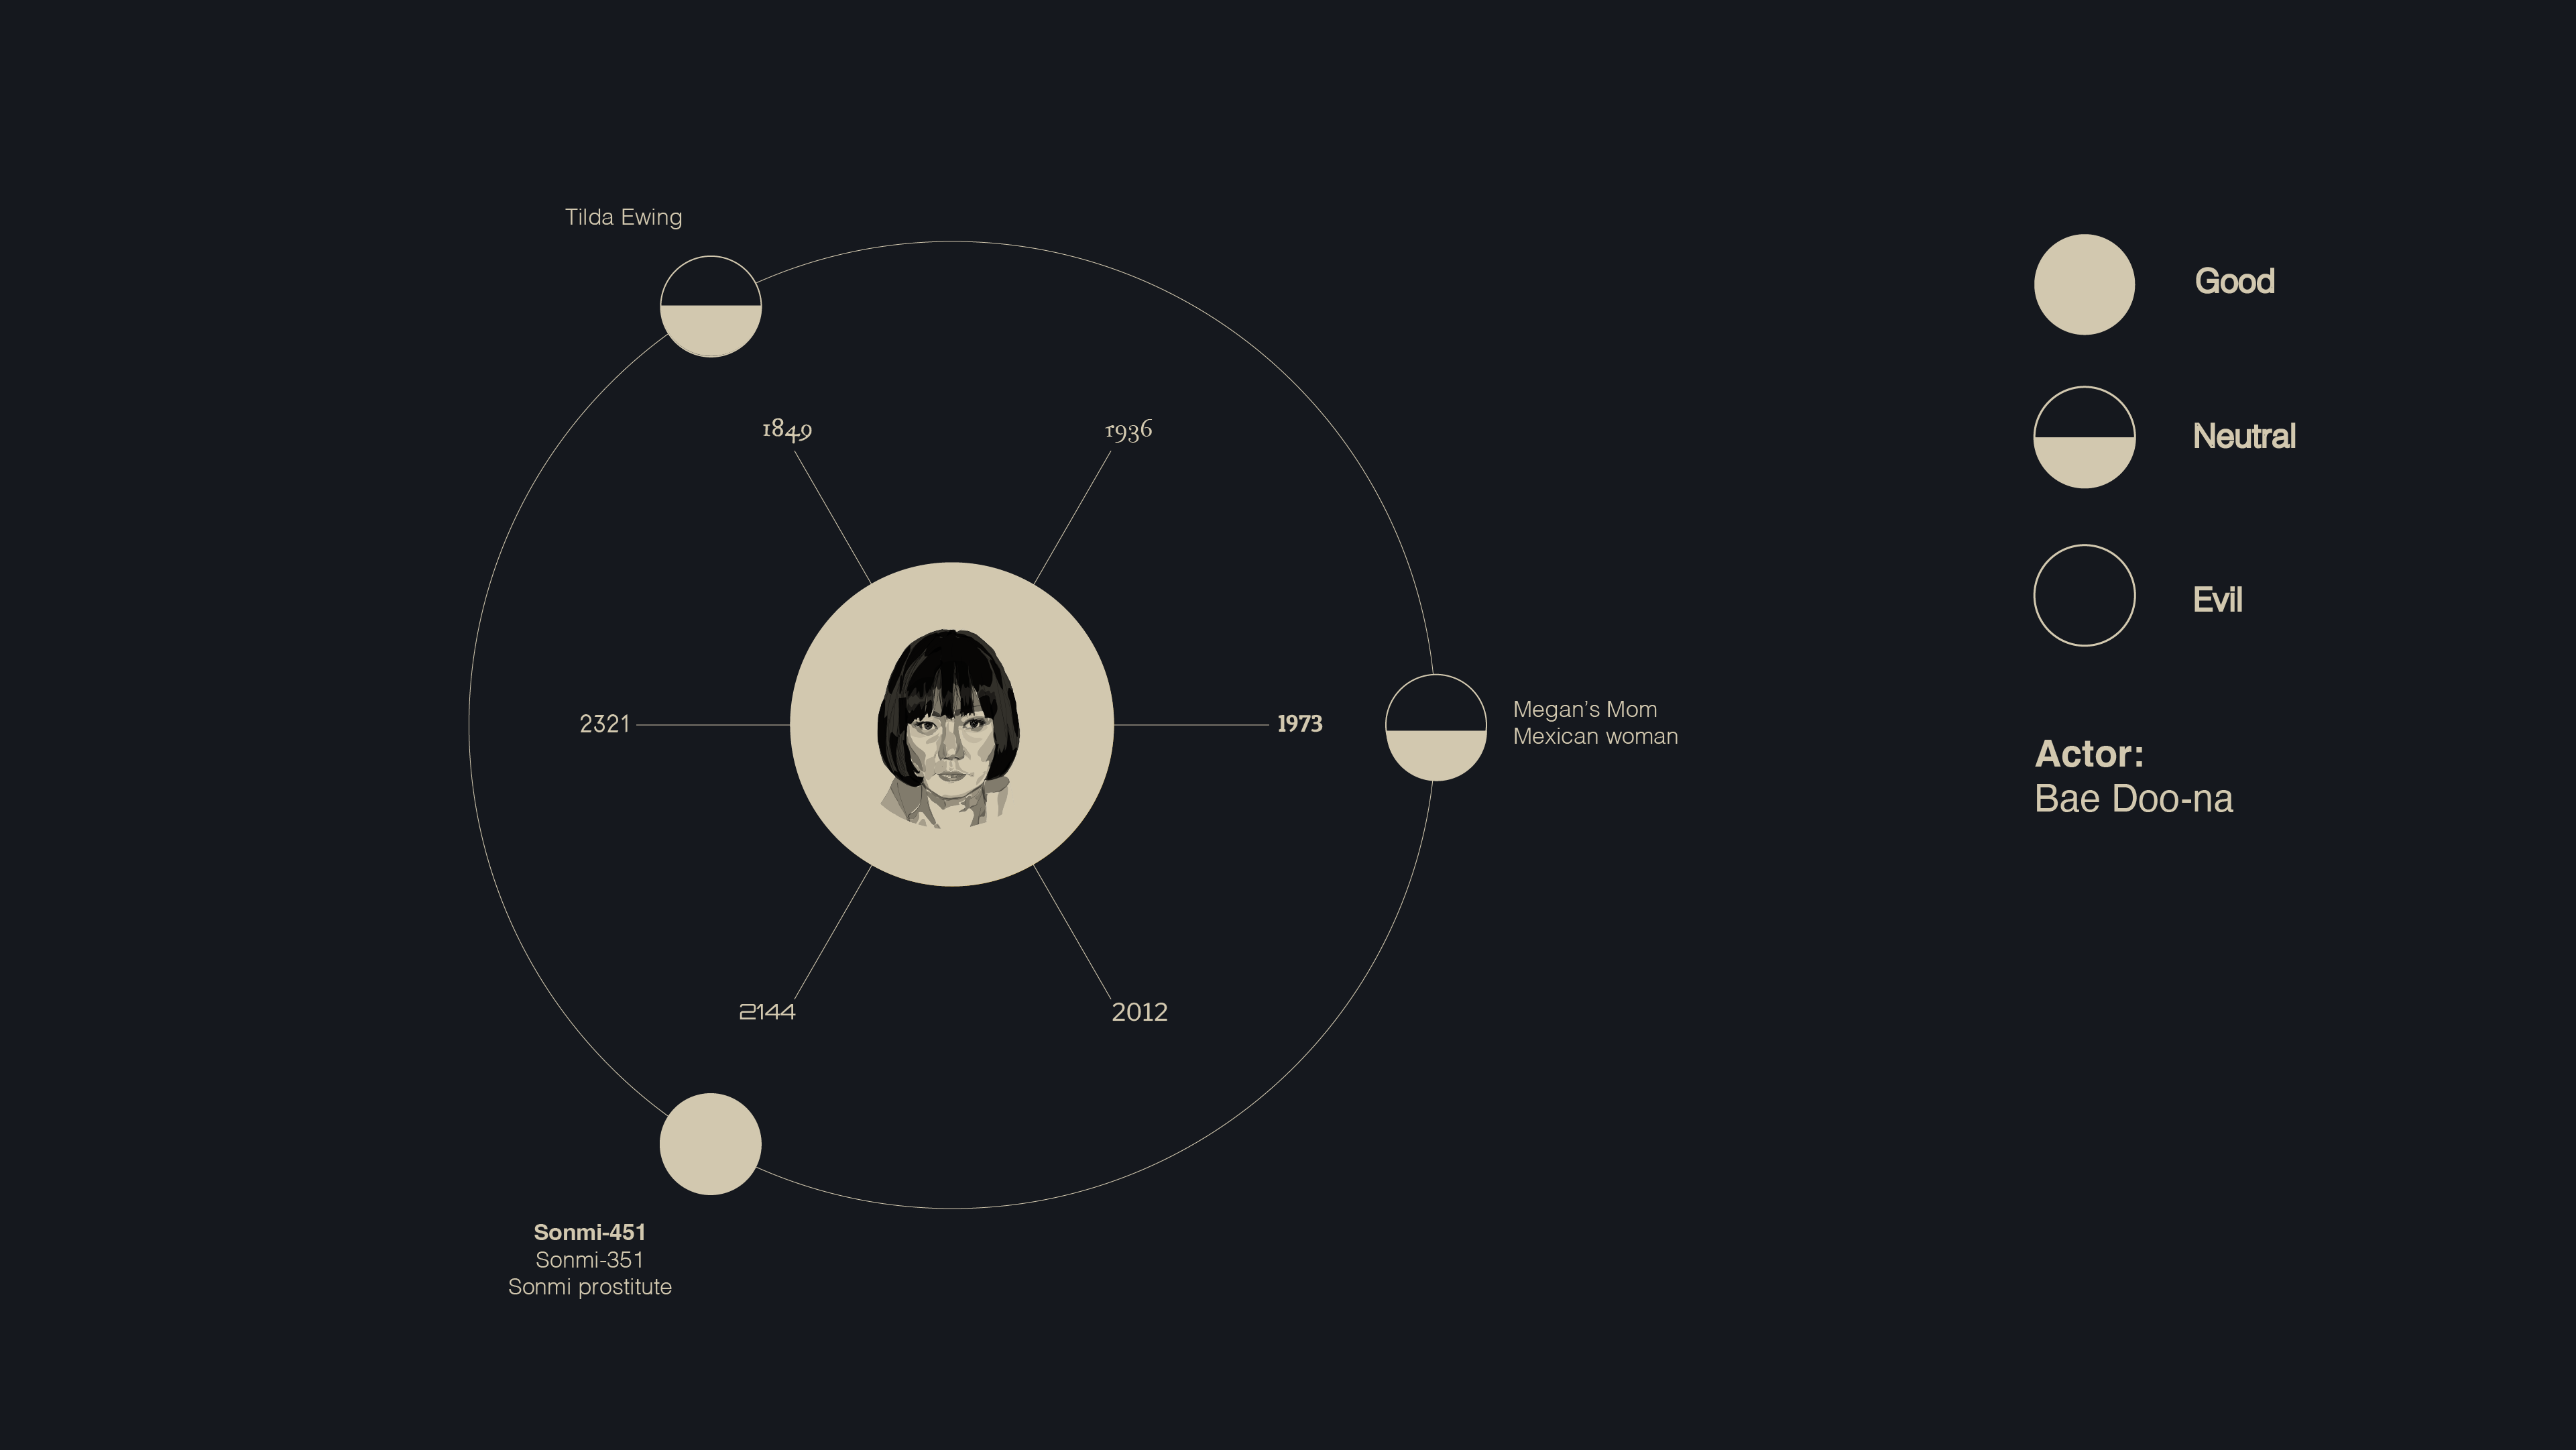 Tilda Ewing
1849
1936
2321
1973
Megan's Mom
Mexican woman
2144
2012
Sonmi-451
Sonmi-351
Sonmi prostitute
Good
Neutral
Evil
Actor:
Bae Doo-na